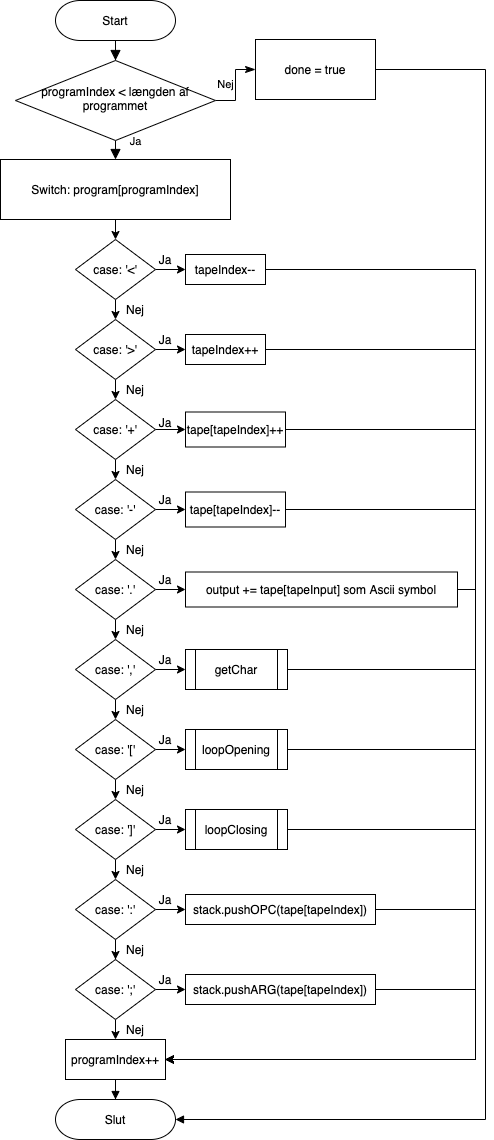 Start
programIndex < længden af
programmet
Nej
done = true
Ja
Switch: program[programIndex]
case: '<'
Ja
tapeIndex--
Nej
case: '>'
Ja
tapeIndex++
Nej
case: '+'
Ja
tape[tapeIndex]++
Nej
case: '-'
Ja
tape[tapeIndex]--
Nej
case: '.'
Ja
output += tape[tapeInput] som Ascii symbol
Nej
case: ','
Ja
getChar
Nej
case: '['
Ja
loopOpening
Nej
case: ']'
Ja
loopClosing
Nej
case: ':'
Ja
stack.pushOPC(tape[tapeIndex])
Nej
case: ';'
Ja
stack.pushARG(tape[tapeIndex])
Nej
programIndex++
Slut